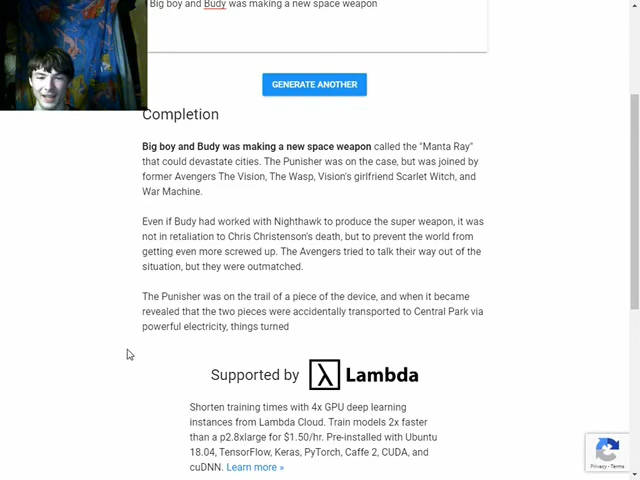 Big boy and Budy was making a new space weapon
GENERATE ANOTHER
Completion
Big boy and Budy was making a new space weapon called the "Manta Ray"
that could devastate cities. The Punisher was on the case, but was joined by
former Avengers The Vision, The Wasp, Vision's girlfriend Scarlet Witch, and
War Machine.
Even if Budy had worked with Nighthawk to produce the super weapon, it was
not in retaliation to Chris Christenson's death, but to prevent the world from
getting even more screwed up. The Avengers tried to talk their way out of the
situation, but they were outmatched.
The Punisher was on the trail of a piece of the device, and when it became
revealed that the two pieces were accidentally transported to Central Park via
powerful electricity, things turned
Supported by λ Lambda
Shorten training times with 4x GPU deep learning
instances from Lambda Cloud. Train models 2x faster
than a p2.8xlarge for $1.50/hr. Pre-installed with Ubuntu
18.04, TensorFlow, Keras, PyTorch, Caffe 2, CUDA, and
cuDNN. Learn more »
Privacy - Terms